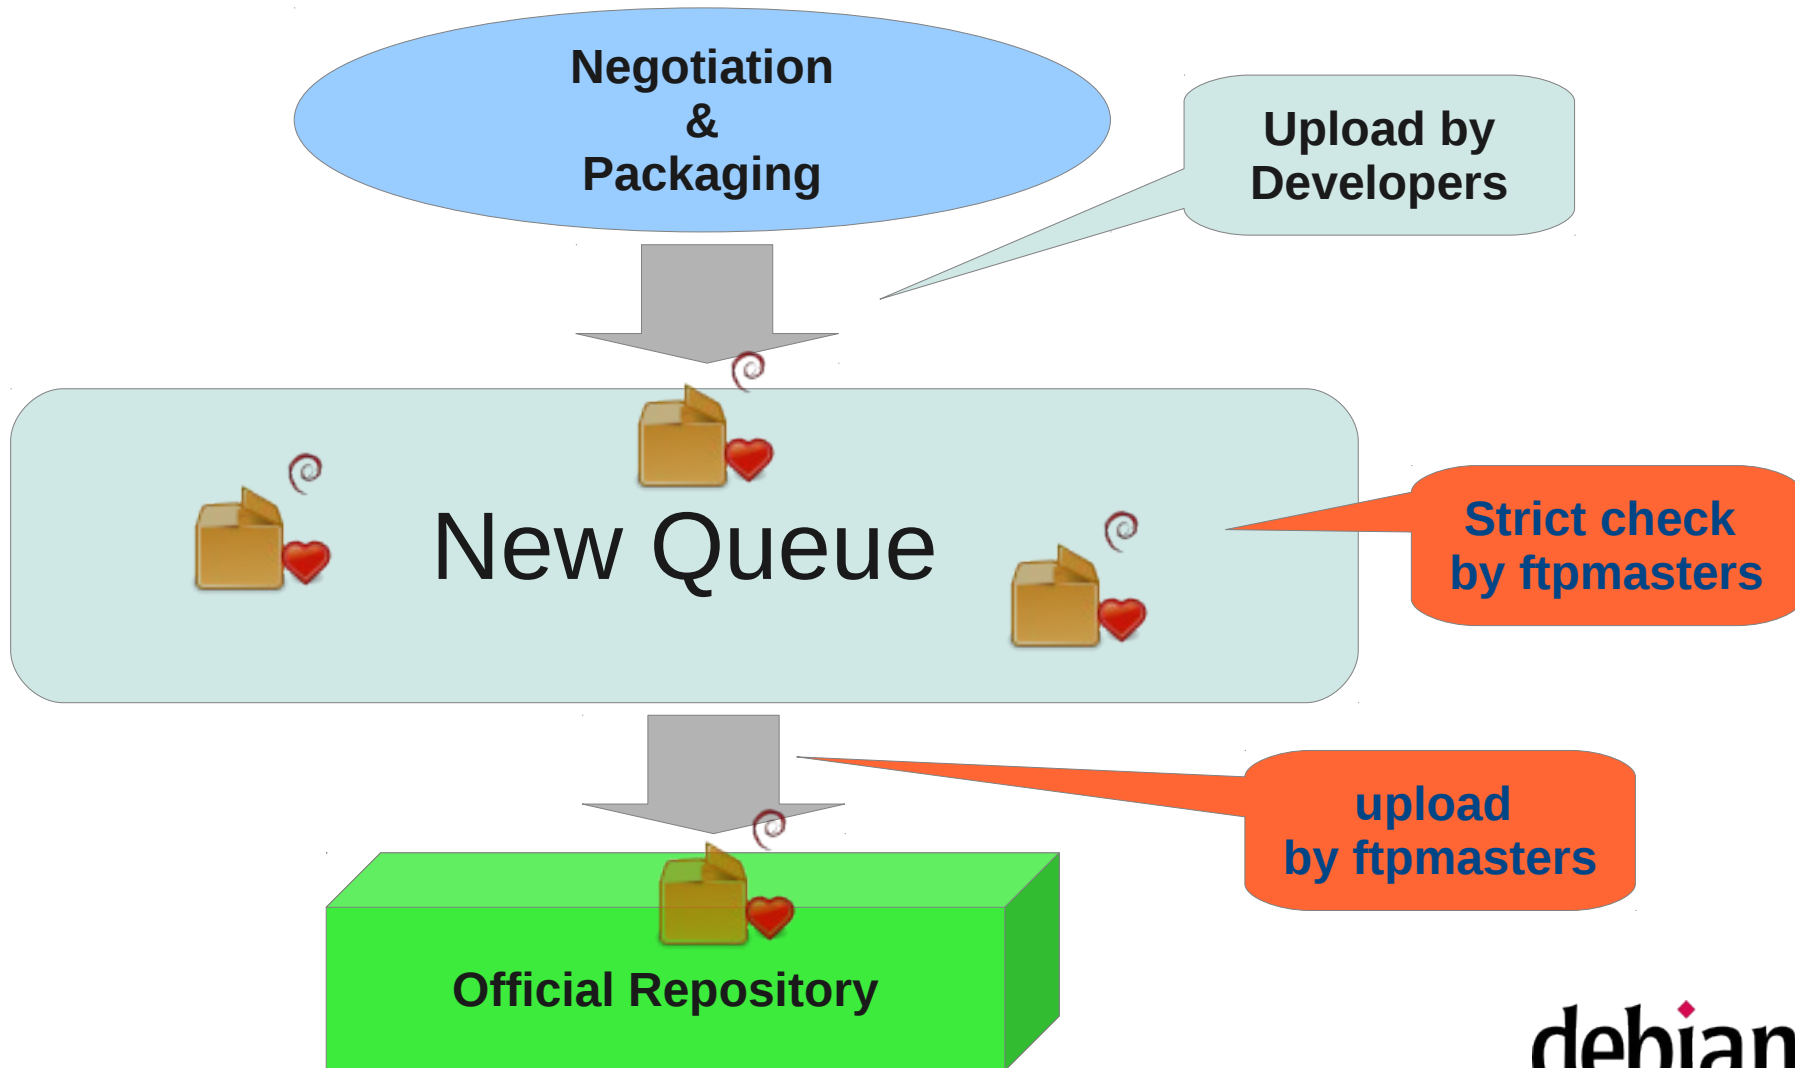 Negotiation
&
Packaging
Upload by
Developers
New Queue
Strict check
by ftpmasters
upload
by ftpmasters
Official Repository
debian